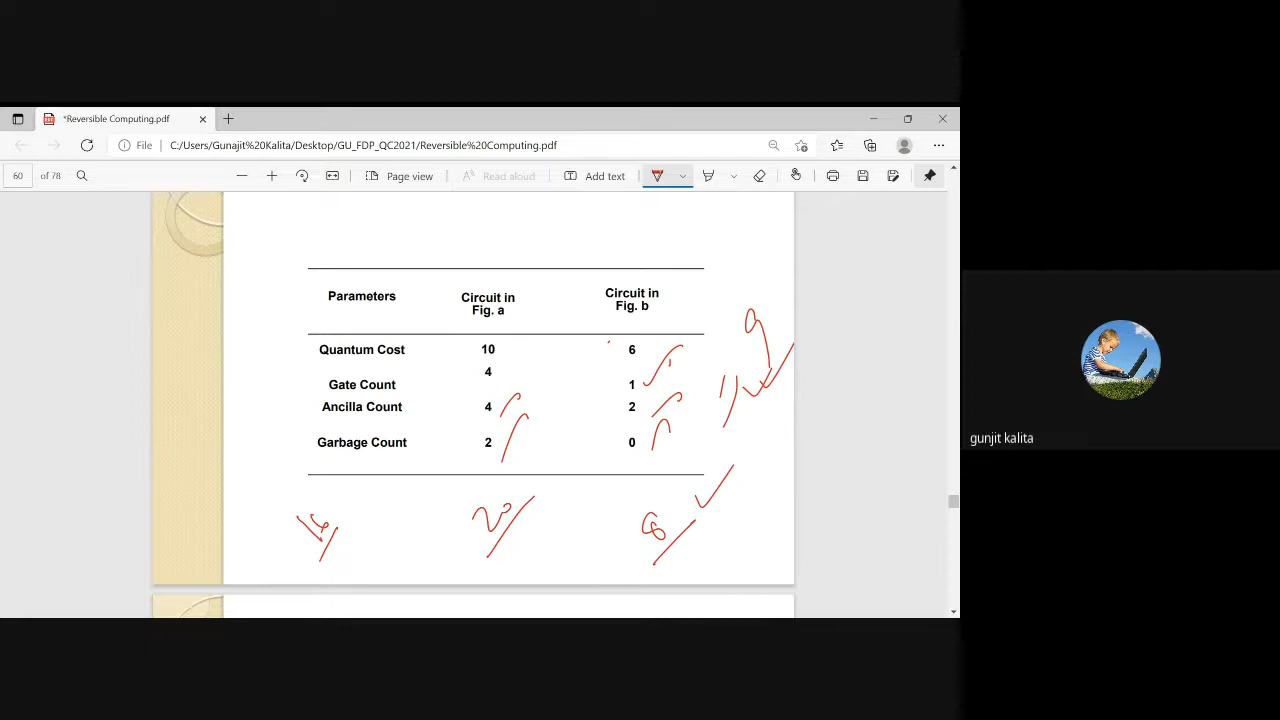 *Reversible Computing.pdf
File C:/Users/Gunajit%20Kalita/Desktop/GU_FDP_QC2021/Reversible%20Computing.pdf
60 of 78 Page view Read aloud Add text
Parameters Circuit in Fig. a Circuit in Fig. b
Quantum Cost 10 6
4
Gate Count 1
Ancilla Count 4 2
Garbage Count 2 0
20 8
gunjit kalita